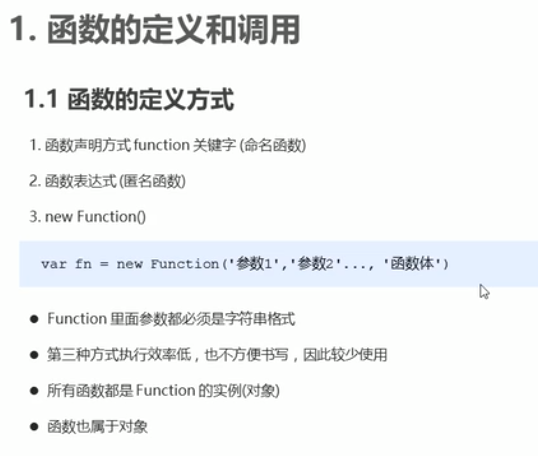 1. 函数的定义和调用
1.1 函数的定义方式
1. 函数声明方式 function 关键字 (命名函数)
2. 函数表达式 (匿名函数)
3. new Function()
var fn = new Function('参数1','参数2'..., '函数体')
● Function 里面参数都必须是字符串格式
● 第三种方式执行效率低，也不方便书写，因此较少使用
● 所有函数都是 Function 的实例(对象)
● 函数也属于对象